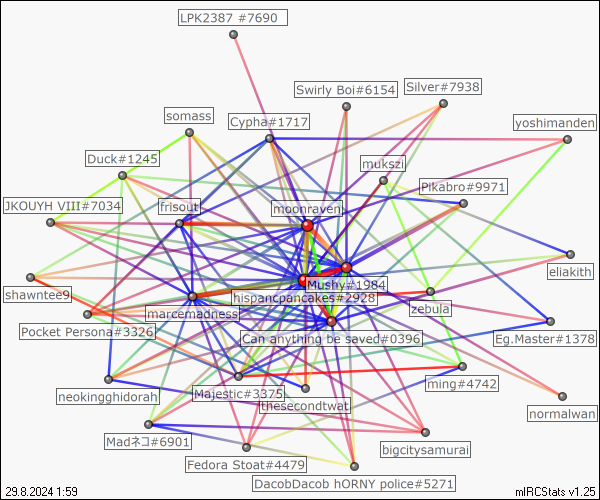 LPK2387 #7690
Swirly Boi#6154
Silver#7938
somass
Cypha#1717
yoshimanden
Duck#1245
mukszi
Pikabro#9971
JKOUYH VIII#7034
frisout
moonraven
eliakith
shawntee9
Mushy#1984
hispancpancakes#2928
marcemadness
zebula
Pocket Persona#3326
Can anything be saved#0396
Eg.Master#1378
neokingghidorah
Majestic#3375
thesecondtwat
ming#4742
normalwan
Madネコ#6901
bigcitysamurai
Fedora Stoat#4479
DacobDacob hORNY police#5271
29.8.2024 1:59
mIRCStats v1.25